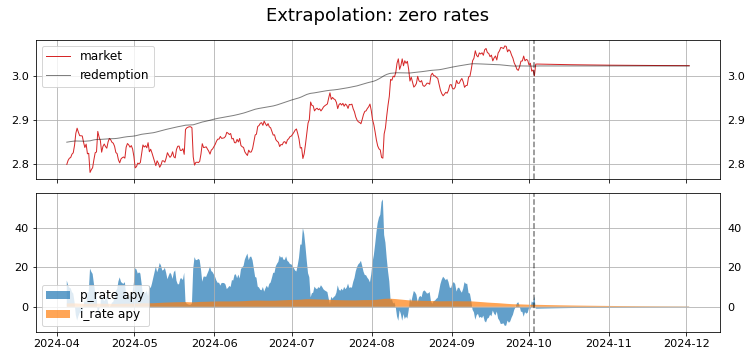 Extrapolation: zero rates
market
redemption
3.0 3.0
2.9 2.9
2.8 2.8
p_rate apy
i_rate apy
40 40
20 20
0 0
2024-04 2024-05 2024-06 2024-07 2024-08 2024-09 2024-10 2024-11 2024-12